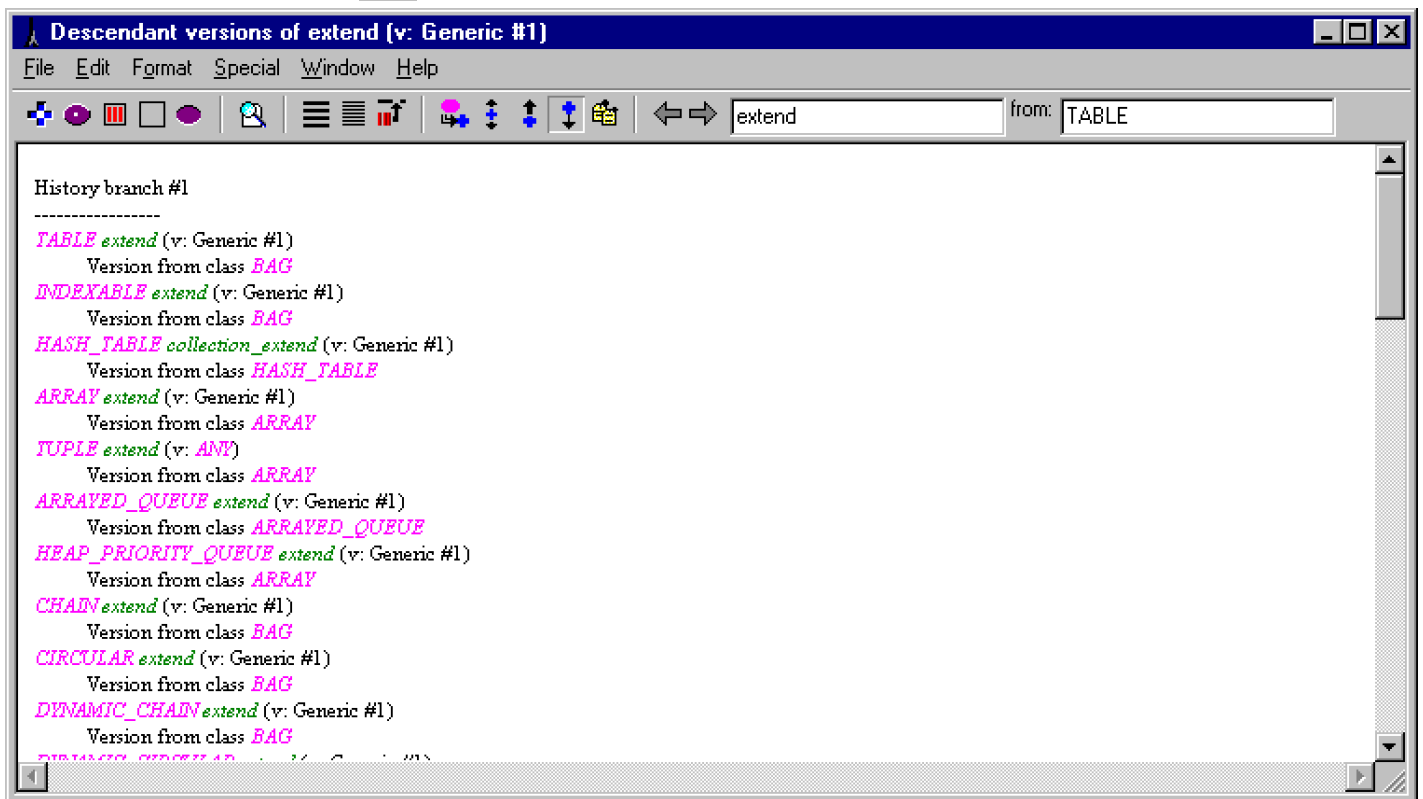 Descendant versions of extend (v: Generic #1)
File Edit Format Special Window Help
extend from: TABLE
History branch #1
-----------------
TABLE extend (v: Generic #1)
Version from class BAG
INDEXABLE extend (v: Generic #1)
Version from class BAG
HASH_TABLE collection_extend (v: Generic #1)
Version from class HASH_TABLE
ARRAY extend (v: Generic #1)
Version from class ARRAY
TUPLE extend (v: ANY)
Version from class ARRAY
ARRAYED_QUEUE extend (v: Generic #1)
Version from class ARRAYED_QUEUE
HEAP_PRIORITY_QUEUE extend (v: Generic #1)
Version from class ARRAY
CHAIN extend (v: Generic #1)
Version from class BAG
CIRCULAR extend (v: Generic #1)
Version from class BAG
DYNAMIC_CHAIN extend (v: Generic #1)
Version from class BAG